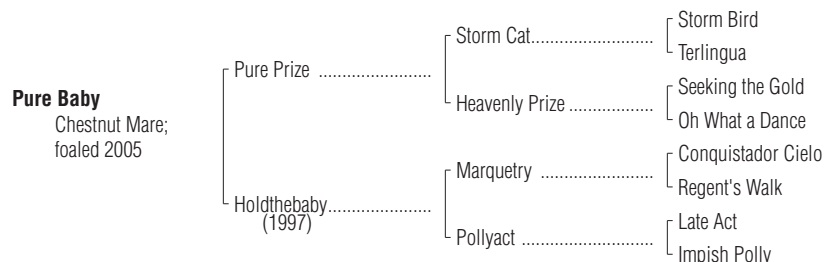 Storm Bird
Storm Cat..........................
Terlingua
Pure Prize ........................
Pure Baby
Seeking the Gold
Heavenly Prize ..................
Chestnut Mare;
Oh What a Dance
foaled 2005
Conquistador Cielo
Marquetry ........................
Regent's Walk
Holdthebaby......................
(1997)
Late Act
Pollyact ............................
Impish Polly